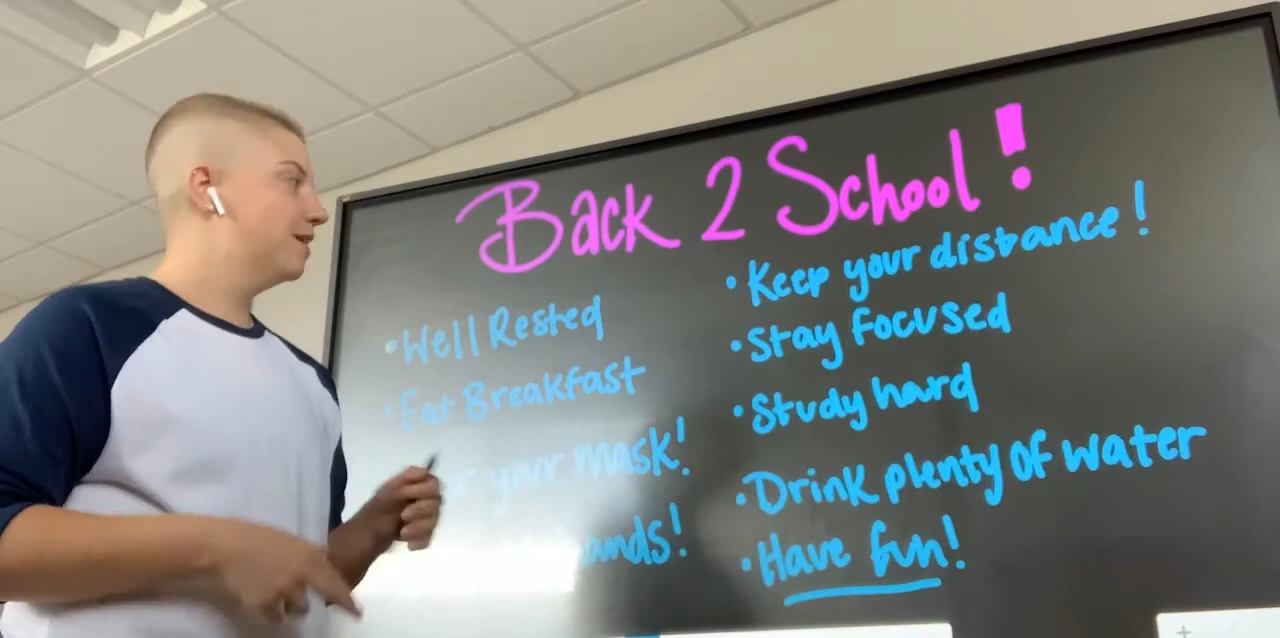 Back 2 School!
• Well Rested
• Eat Breakfast
your mask!
• Keep your distance!
• Stay focused
• Study hard
• Drink plenty of water
• Have fun!